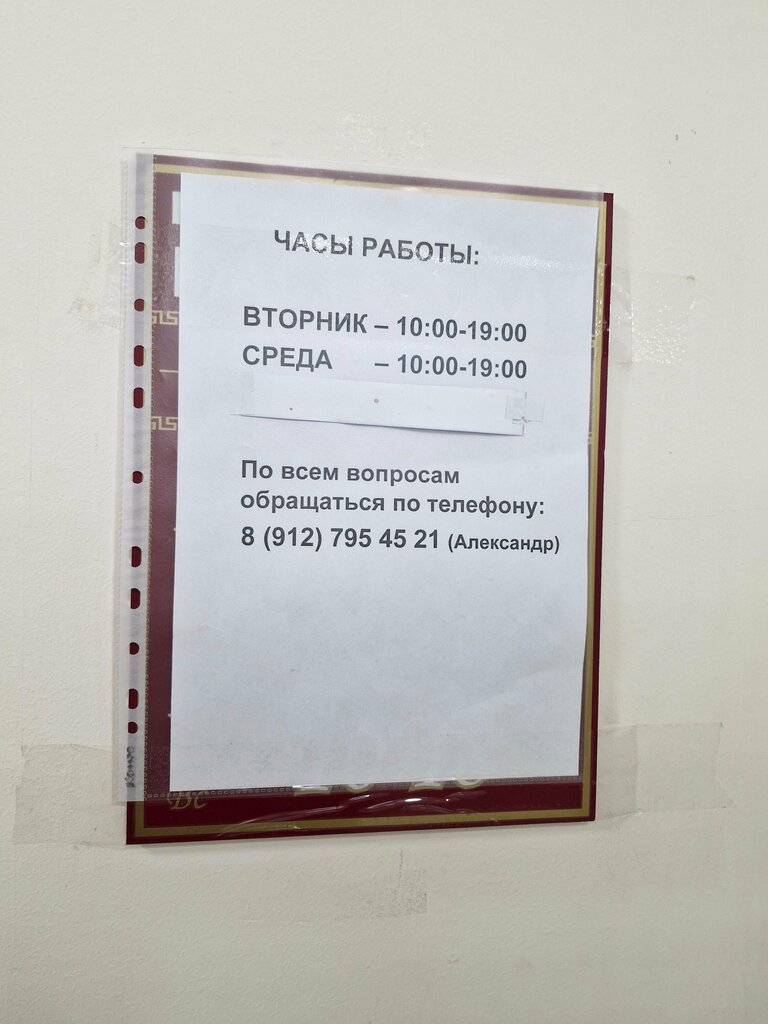 ЧАСЫ РАБОТЫ:
ВТОРНИК – 10:00-19:00
СРЕДА – 10:00-19:00
По всем вопросам
обращаться по телефону:
8 (912) 795 45 21 (Александр)
ДС